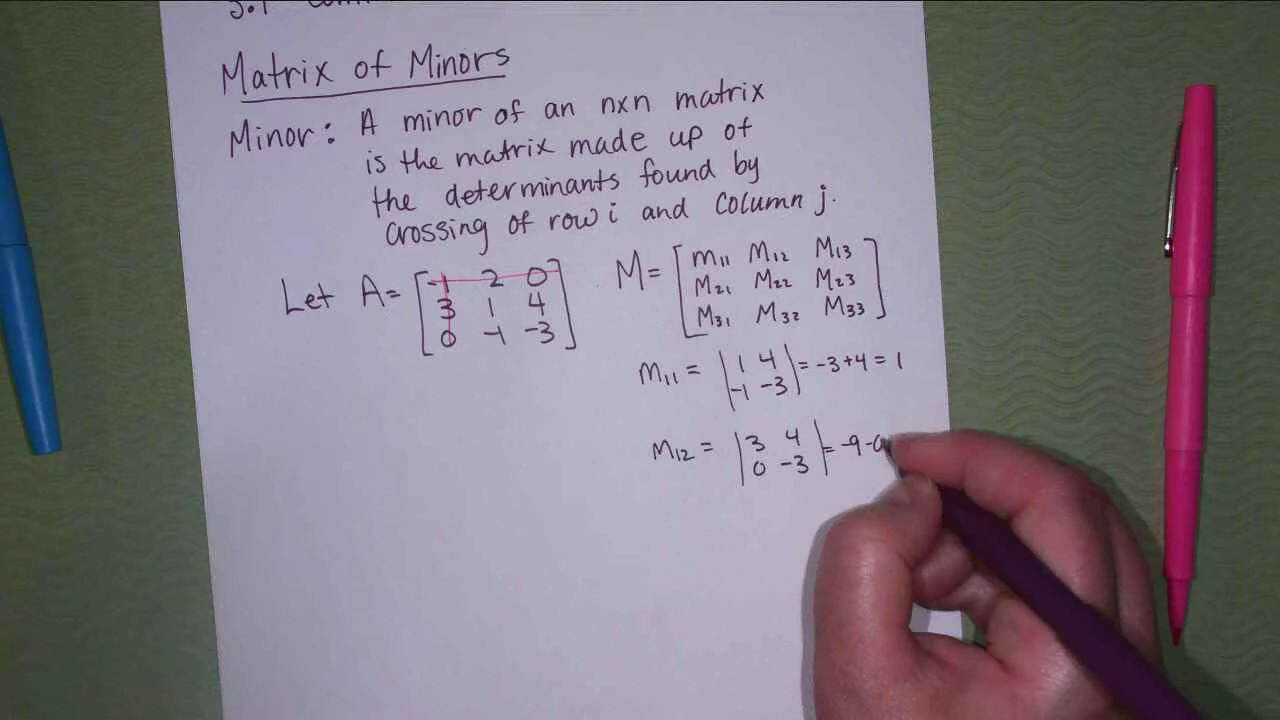 3.1
Matrix of Minors
Minor: A minor of an nxn matrix
is the matrix made up of
the determinants found by
crossing of row i and column j.
Let A = [-1 2 0
3 1 4
0 -1 -3]
M = [M11 M12 M13
M21 M22 M23
M31 M32 M33]
M11 = |1 4
-1 -3| = -3+4 = 1
M12 = |3 4
0 -3| = -9-0